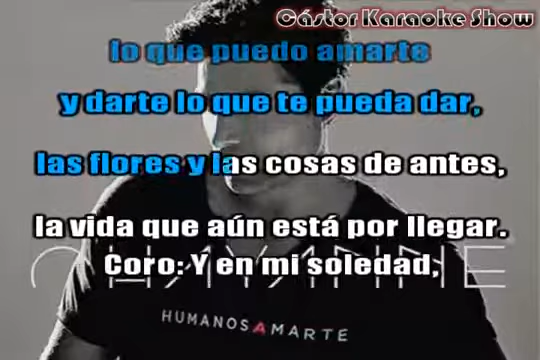 Cástor Karaoke Show
lo que puedo amarte
y darte lo que te pueda dar,
las flores y las cosas de antes,
la vida que aún está por llegar.
CHAYANNE
Coro: Y en mi soledad,
HUMANOS A MARTE